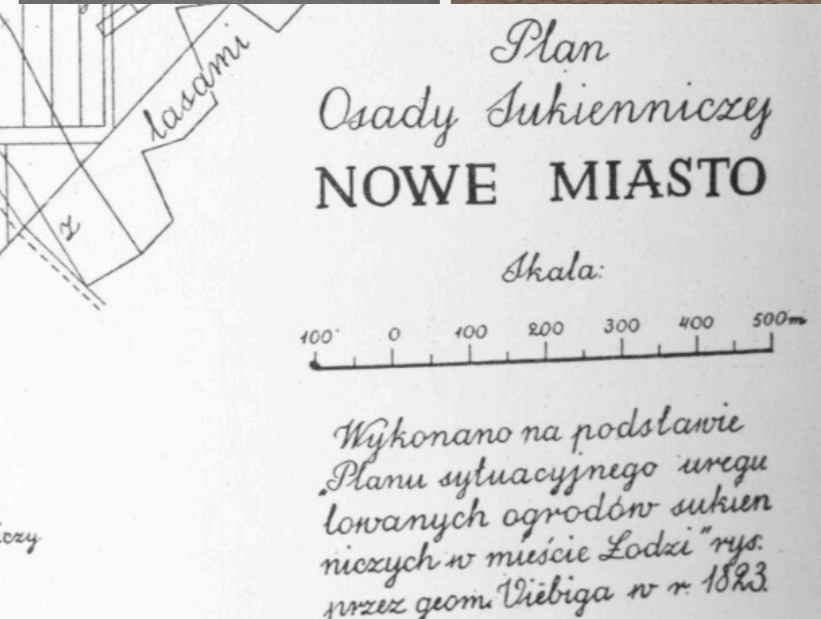 lasami
z
Plan
Osady Sukienniczej
NOWE MIASTO
Skala:
100 0 100 200 300 400 500m
Wykonano na podstawie
„Planu sytuacyjnego uregu
lowanych ogrodów sukien
niczych w mieście Łodzi" rys.
przez geom. Viebiga w r. 1823.